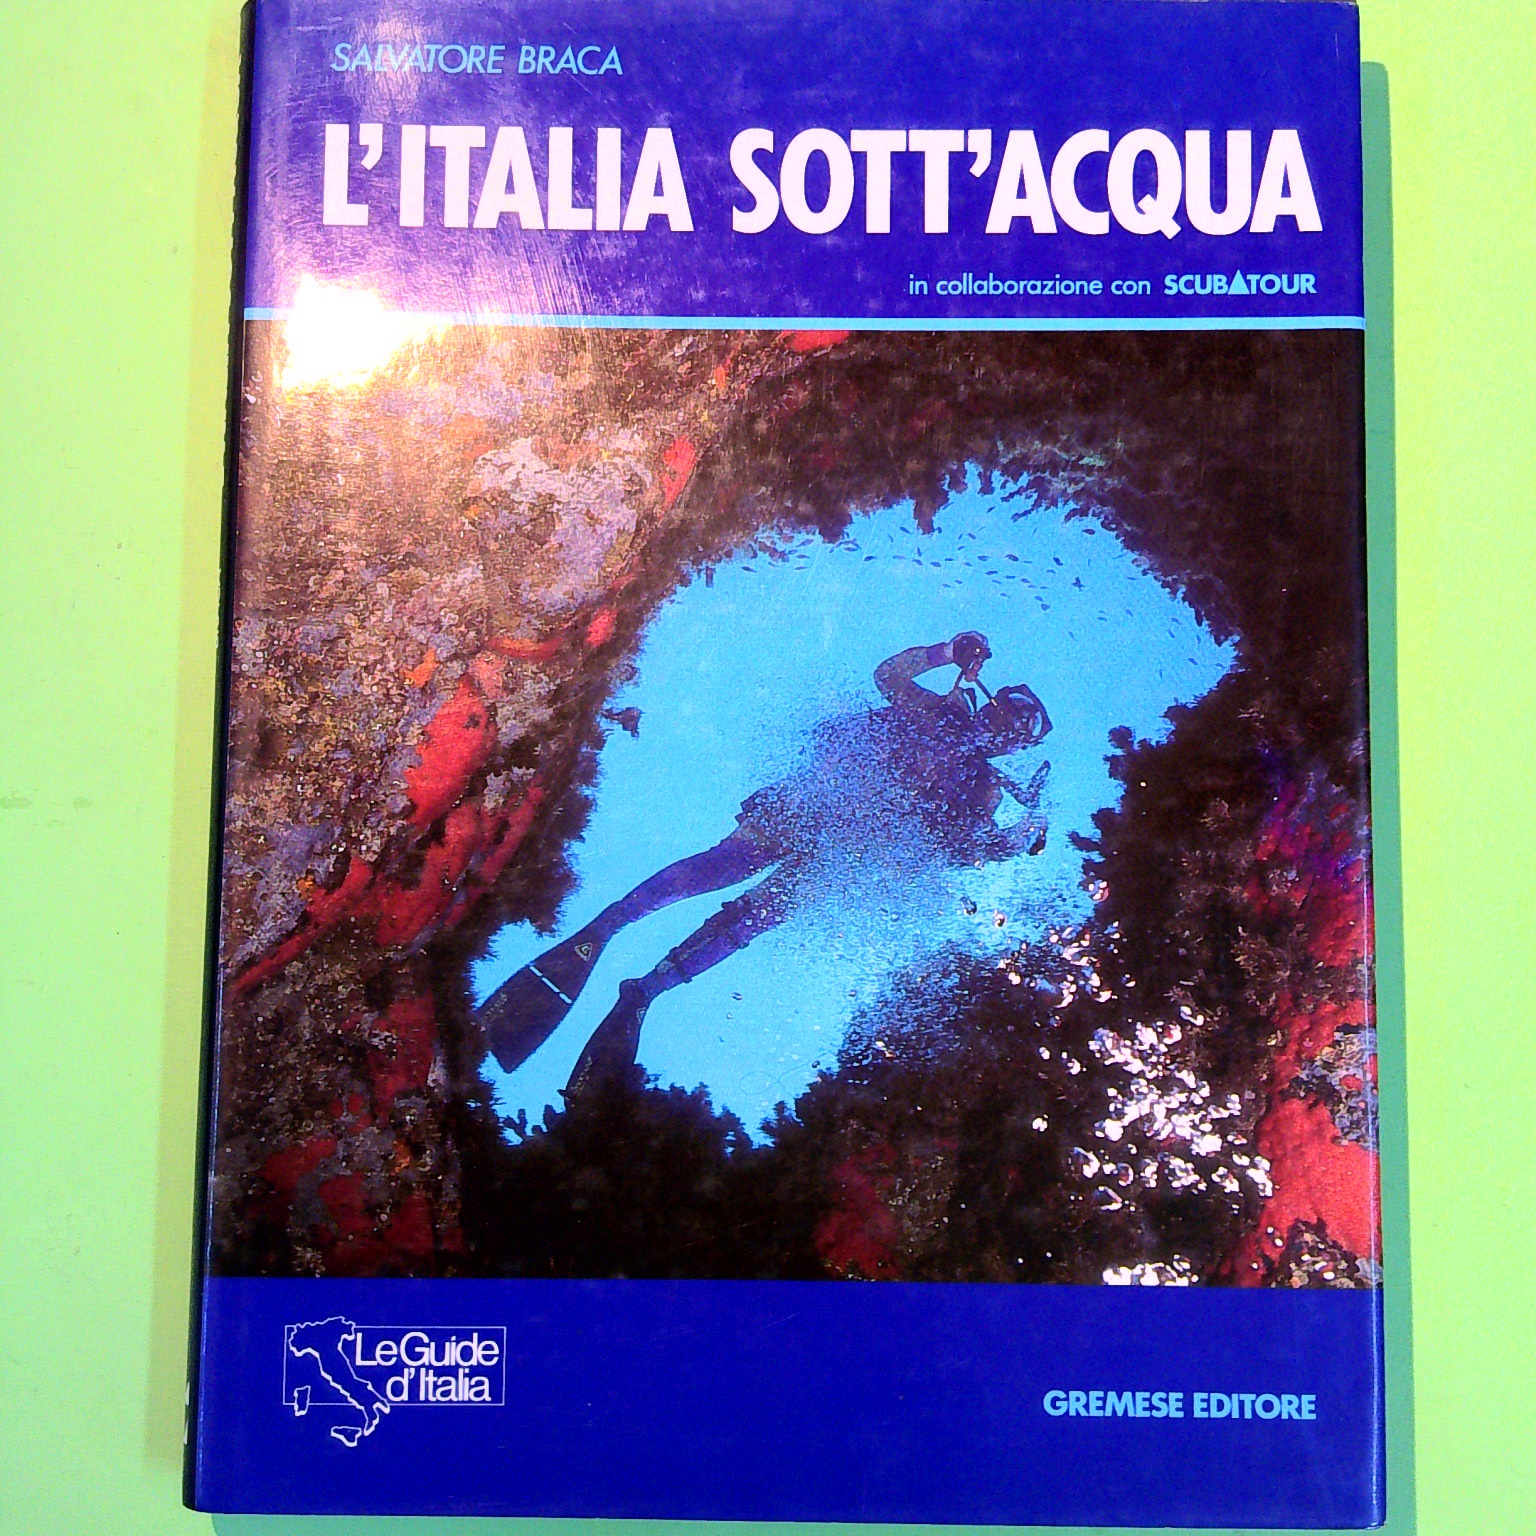 SALVATORE BRACA
L'ITALIA SOTT'ACQUA
in collaborazione con SCUBATOUR
Le Guide
d'Italia
GREMESE EDITORE